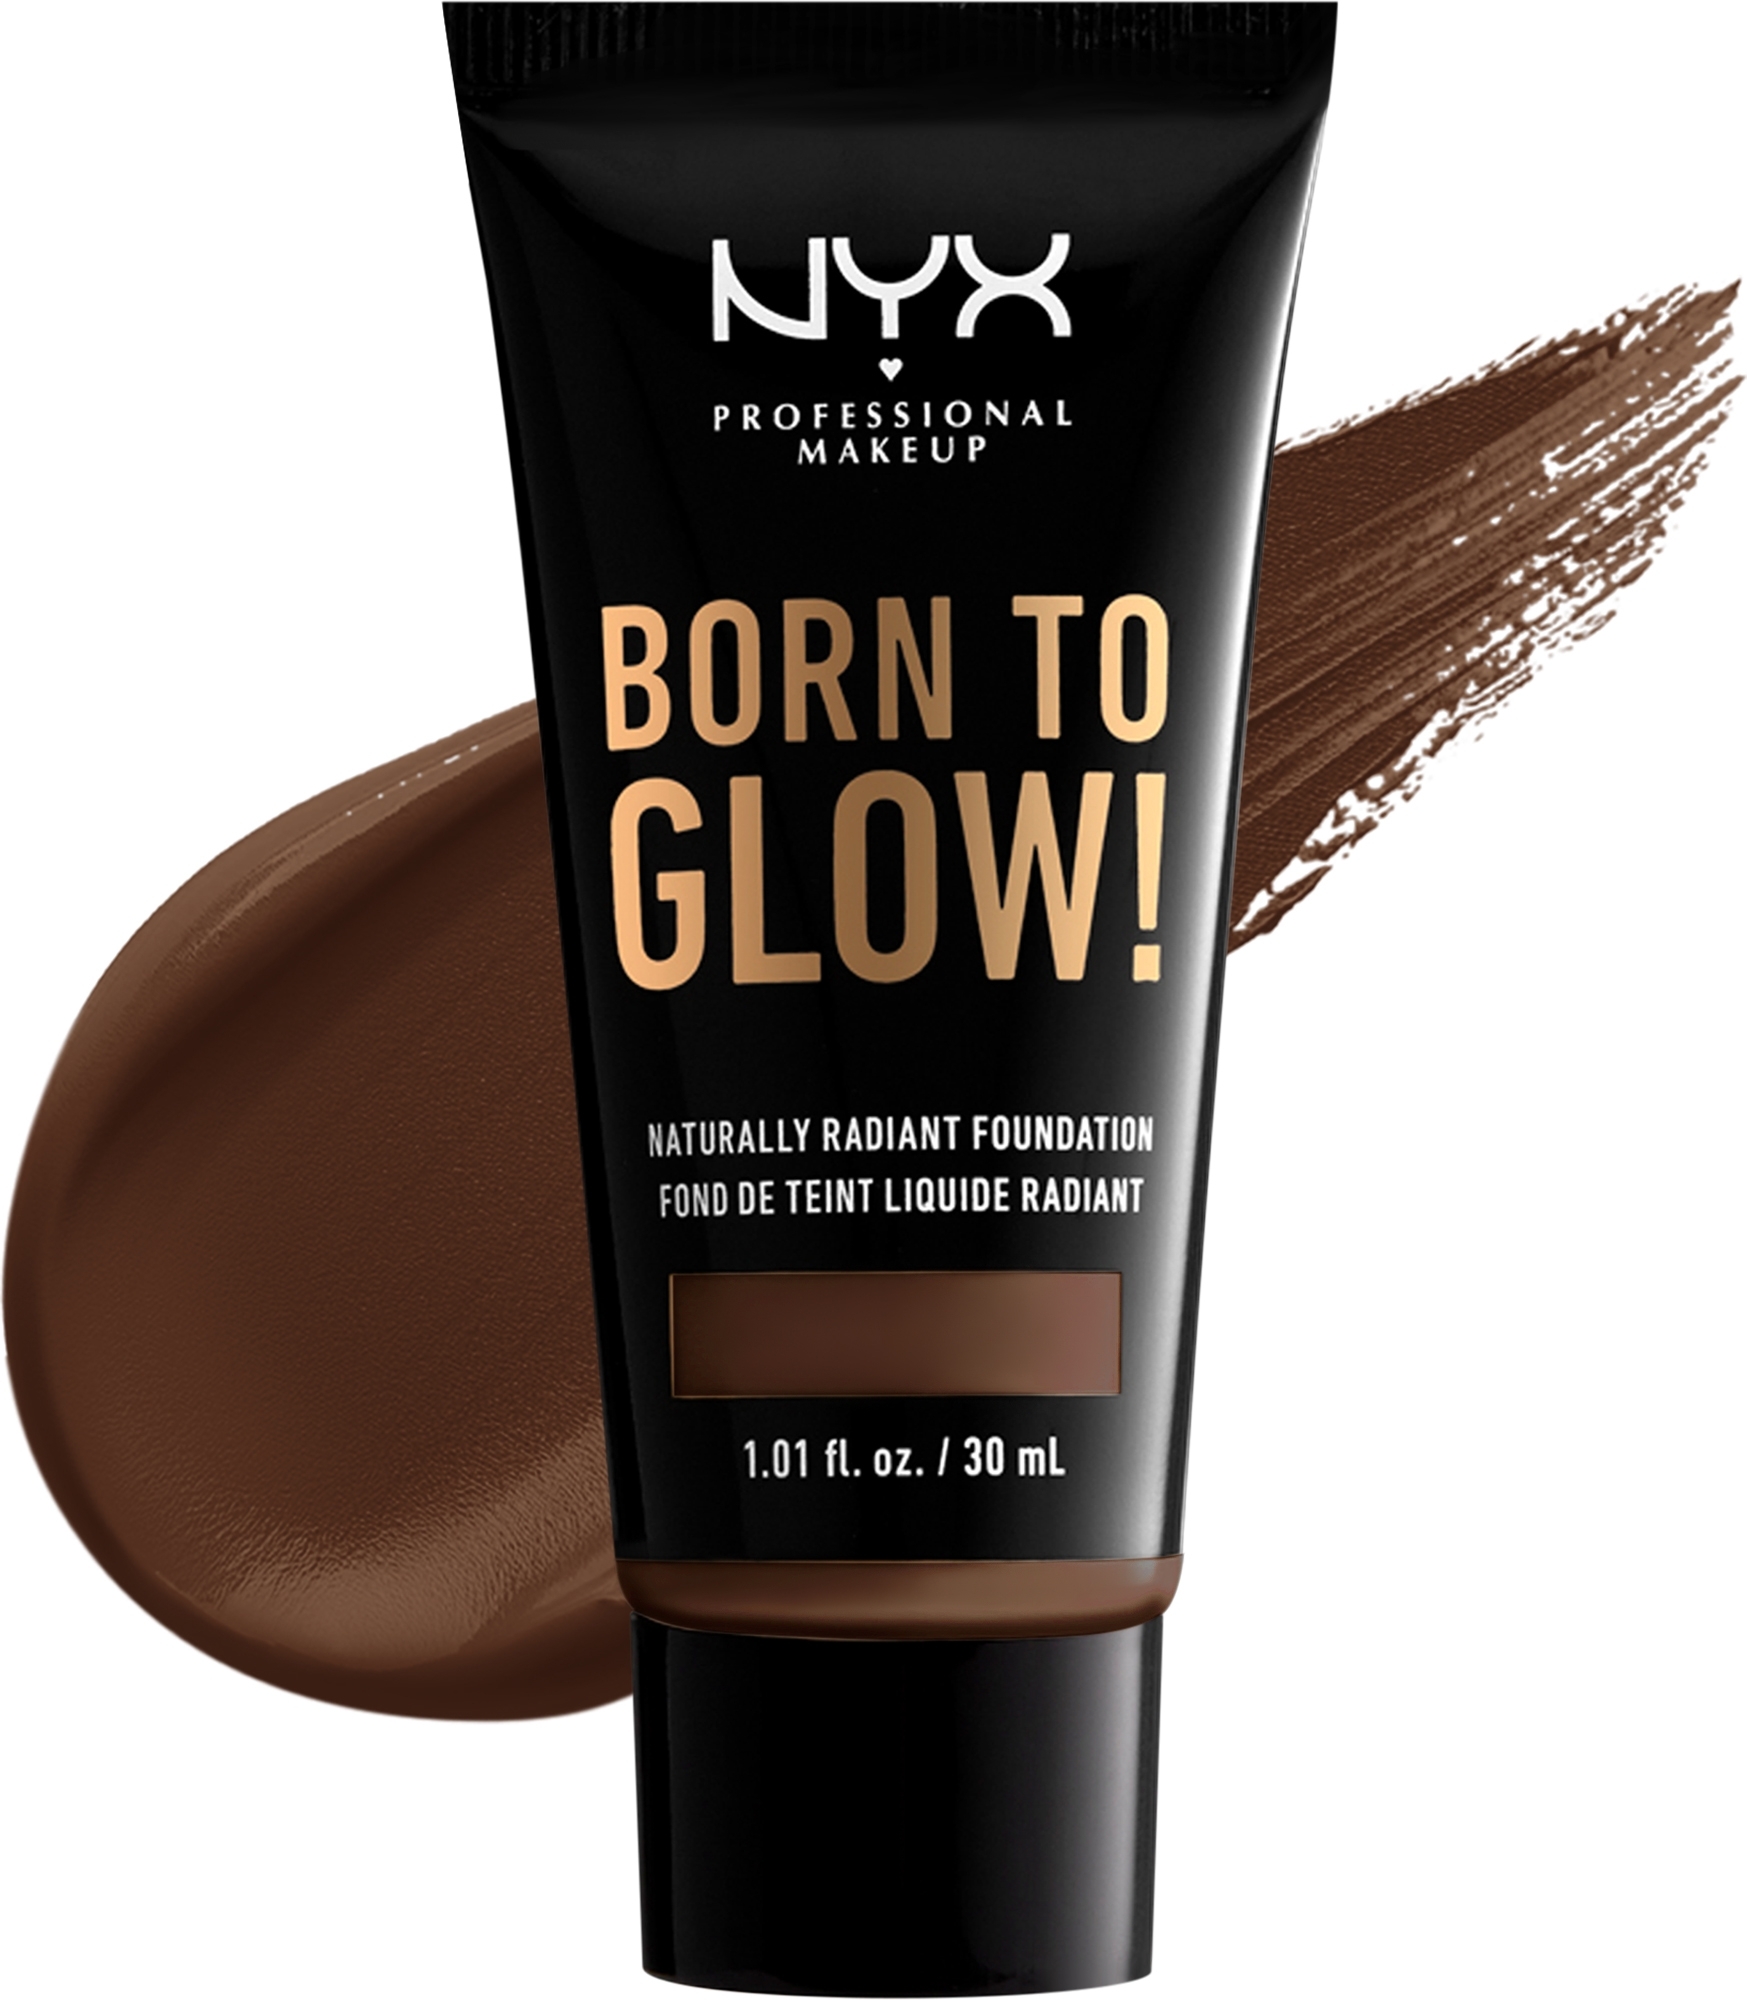 NYX
PROFESSIONAL
MAKEUP
BORN TO
GLOW!
NATURALLY RADIANT FOUNDATION
FOND DE TEINT LIQUIDE RADIANT
1.01 fl. oz. / 30 mL